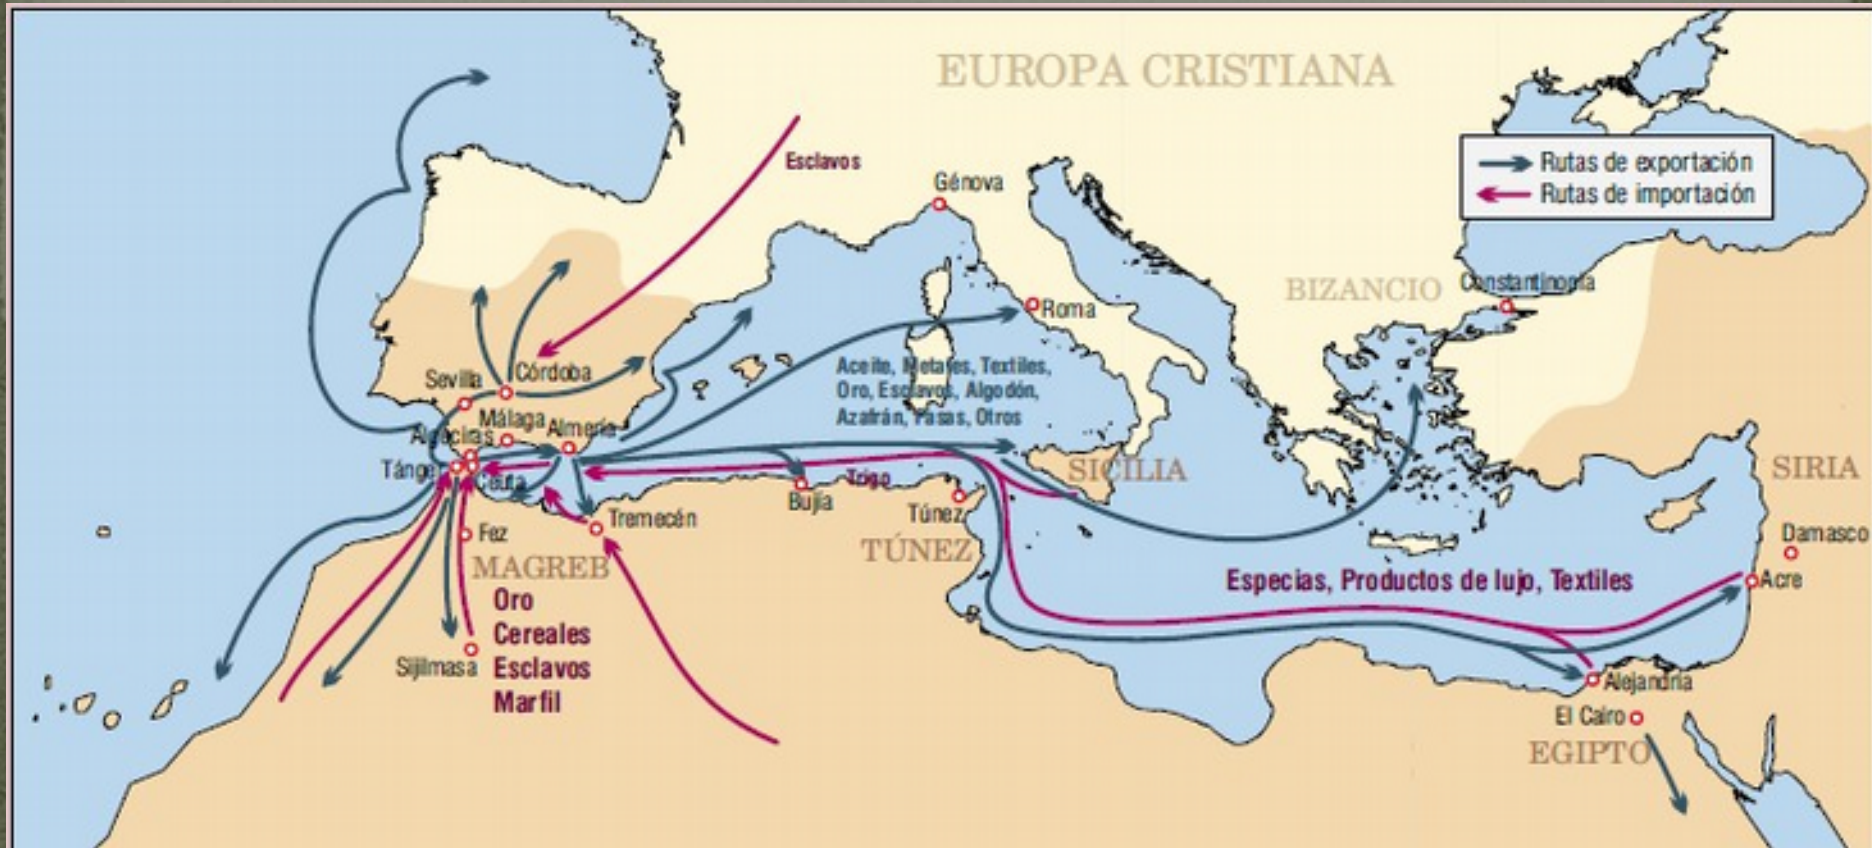 EUROPA CRISTIANA
Rutas de exportación
Rutas de importación
Esclavos
Génova
BIZANCIO
Constantinopla
Roma
Aceite, Metales, Textiles,
Oro, Esclavos, Algodón,
Azafrán, Pasas, Otros
Sevilla
Córdoba
Málaga
Almería
Algeciras
Tánger
Ceuta
Trigo
SICILIA
SIRIA
Bujía
Túnez
Tremecén
Fez
TÚNEZ
Damasco
MAGREB
Especias, Productos de lujo, Textiles
Acre
Oro
Cereales
Esclavos
Marfil
Sijilmasa
Alejandría
El Cairo
EGIPTO